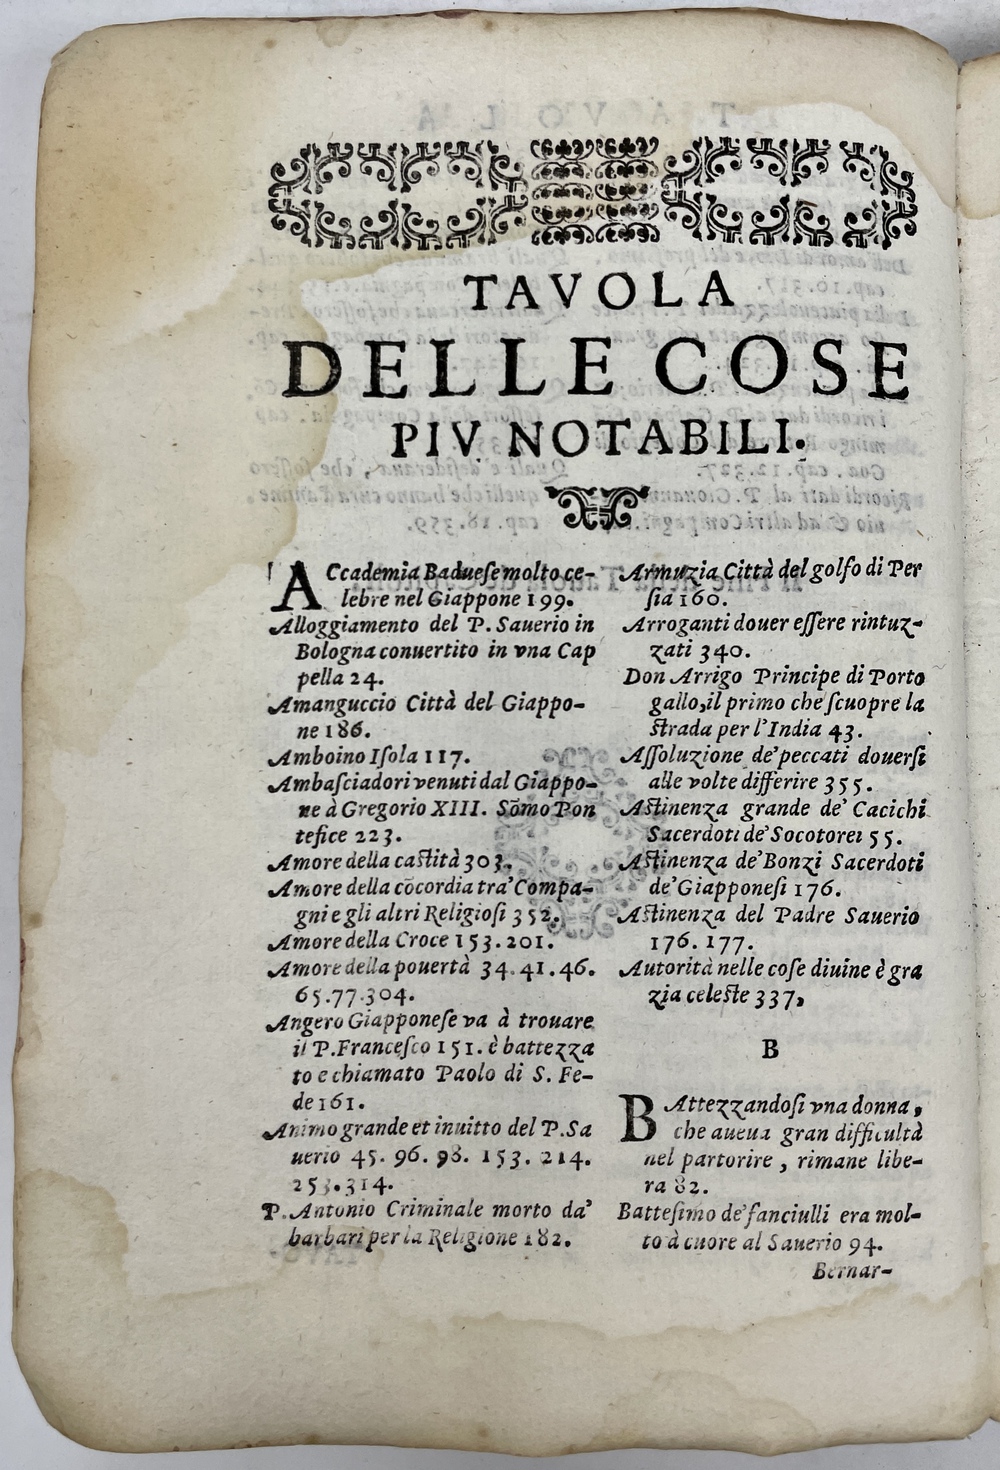 TAVOLA
DELLE COSE
PIV NOTABILI.
ACcademia Badueſe molto ce-
lebre nel Giappone 199.
Alloggiamento del P. Sauerio in
Bologna conuertito in vna Cap
pella 24.
Amanguccio Città del Giappo-
ne 186.
Amboino Iſola 117.
Ambaſciadori venuti dal Giappo-
ne à Gregorio XIII. Sõmo Pon
tefice 223.
Amore della caſtità 303.
Amore della cõcordia tra' Compa-
gni e gli altri Religioſi 352.
Amore della Croce 153.201.
Amore della pouertà 34.41.46.
65.77.304.
Angero Giapponeſe va à trouare
il P.Franceſco 151. è battezza
to e chiamato Paolo di S. Fe-
de 161.
Animo grande et inuitto del P.Sa
uerio 45. 96. 98. 153. 214.
253.314.
P. Antonio Criminale morto da'
barbari per la Religione 182.
Armuzia Città del golfo di Per
ſia 160.
Arroganti douer eſſere rintuz-
zati 340.
Don Arrigo Principe di Porto
gallo,il primo che ſcuopre la
ſtrada per l'India 43.
Aſſoluzione de' peccati douerſi
alle volte differire 355.
Aſtinenza grande de' Cacichi
Sacerdoti de' Socotorei 55.
Aſtinenza de' Bonzi Sacerdoti
de' Giapponeſi 176.
Aſtinenza del Padre Sauerio
176. 177.
Autorità nelle coſe diuine è gra
zia celeſte 337,
B
BAttezzandoſi vna donna,
che aueua gran difficultà
nel partorire, rimane libe-
ra 82.
Batteſimo de' fanciulli era mol-
to à cuore al Sauerio 94.
Bernar-